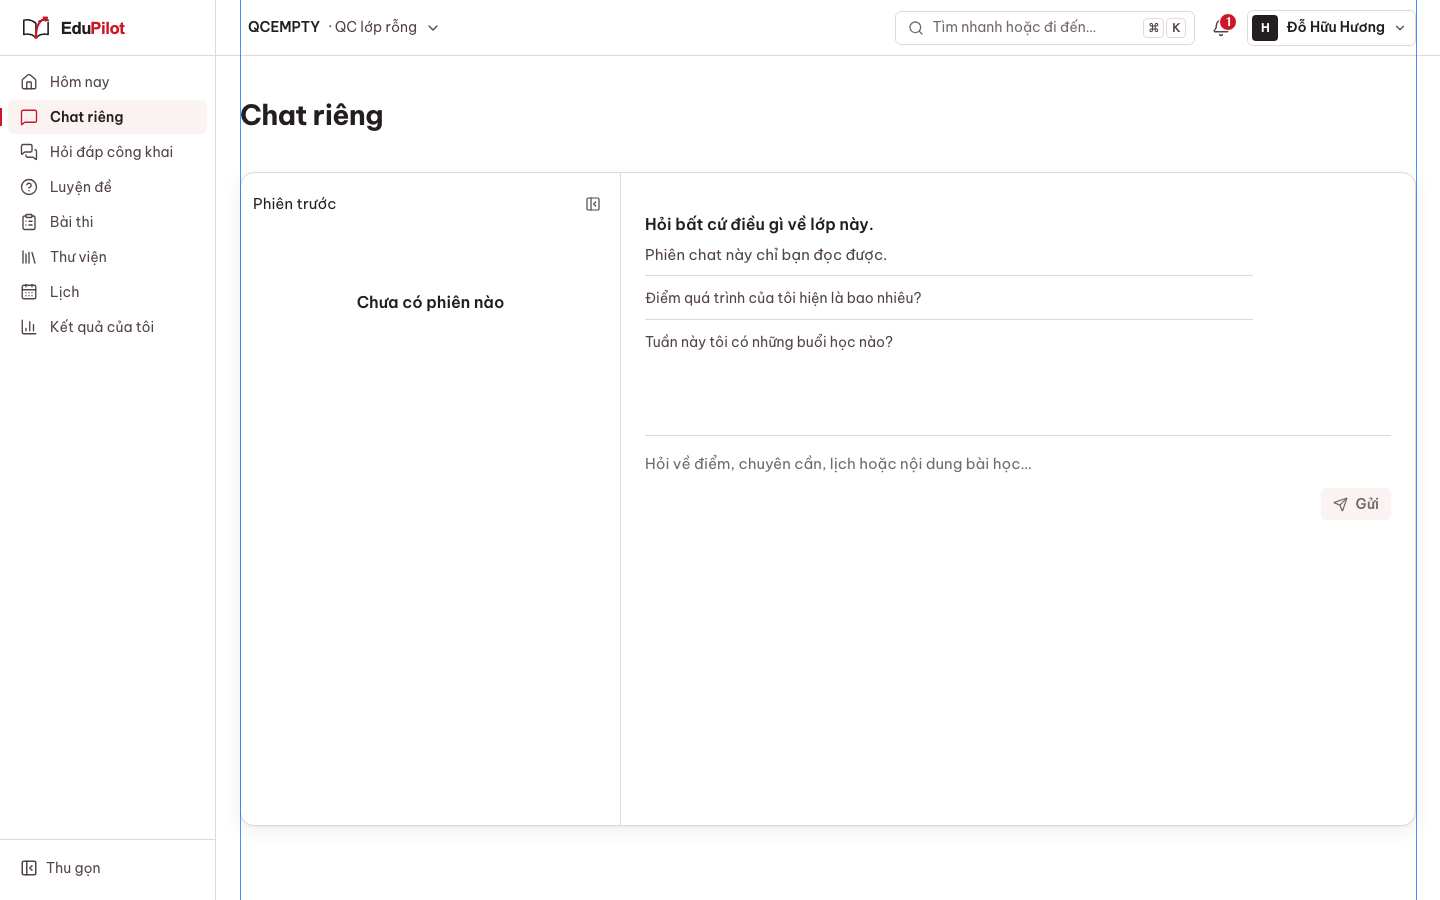 EduPilot
QCEMPTY · QC lớp rỗng
Tìm nhanh hoặc đi đến...
⌘ K
1
H Đỗ Hữu Hương
Hôm nay
Chat riêng
Hỏi đáp công khai
Luyện đề
Bài thi
Thư viện
Lịch
Kết quả của tôi
Thu gọn
Chat riêng
Phiên trước
Chưa có phiên nào
Hỏi bất cứ điều gì về lớp này.
Phiên chat này chỉ bạn đọc được.
Điểm quá trình của tôi hiện là bao nhiêu?
Tuần này tôi có những buổi học nào?
Hỏi về điểm, chuyên cần, lịch hoặc nội dung bài học...
Gửi